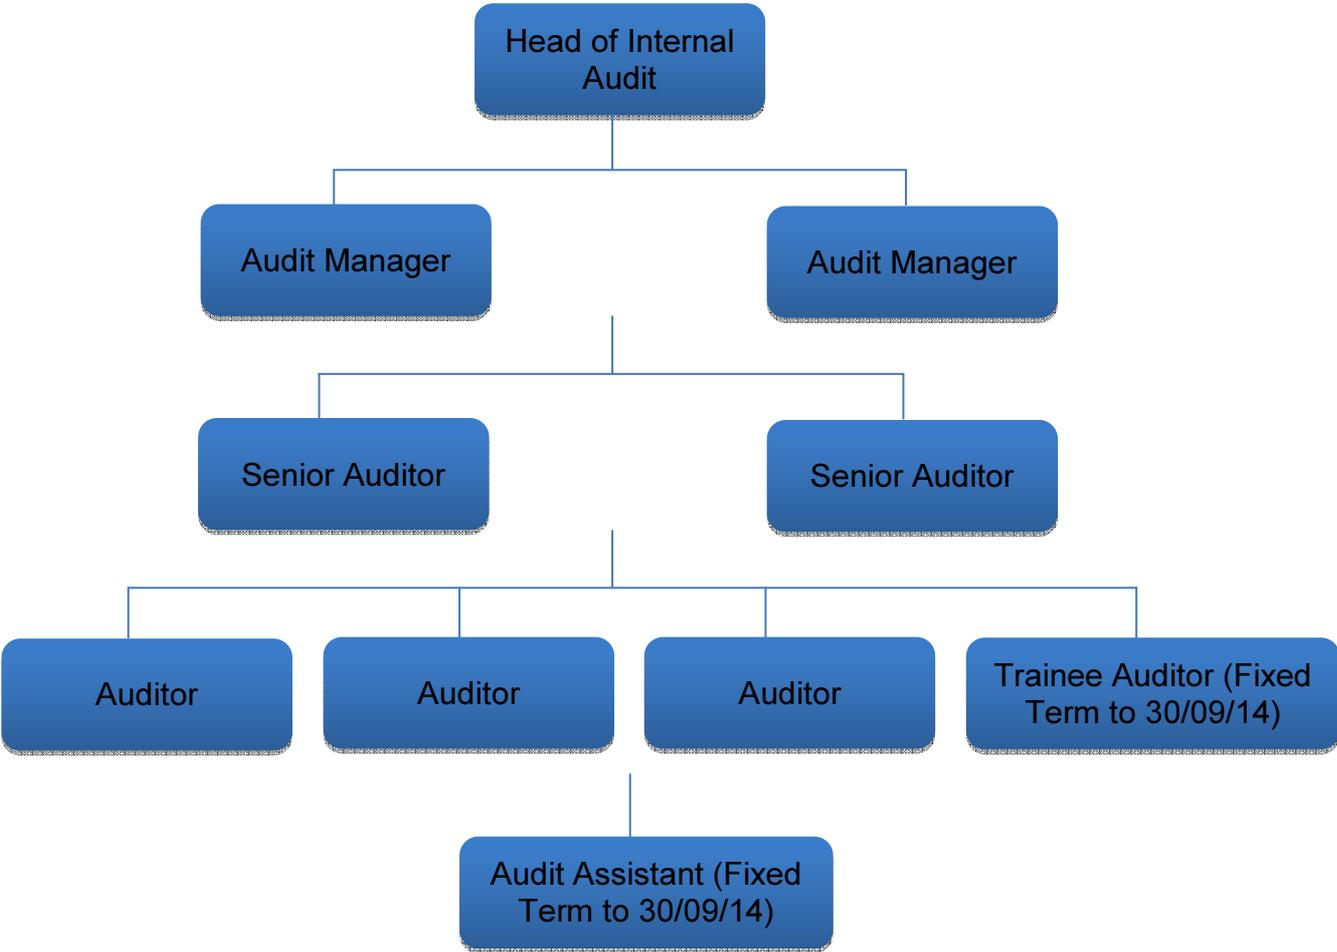 Head of Internal
Audit
Audit Manager
Audit Manager
Senior Auditor
Senior Auditor
Auditor
Auditor
Auditor
Trainee Auditor (Fixed
Term to 30/09/14)
Audit Assistant (Fixed
Term to 30/09/14)